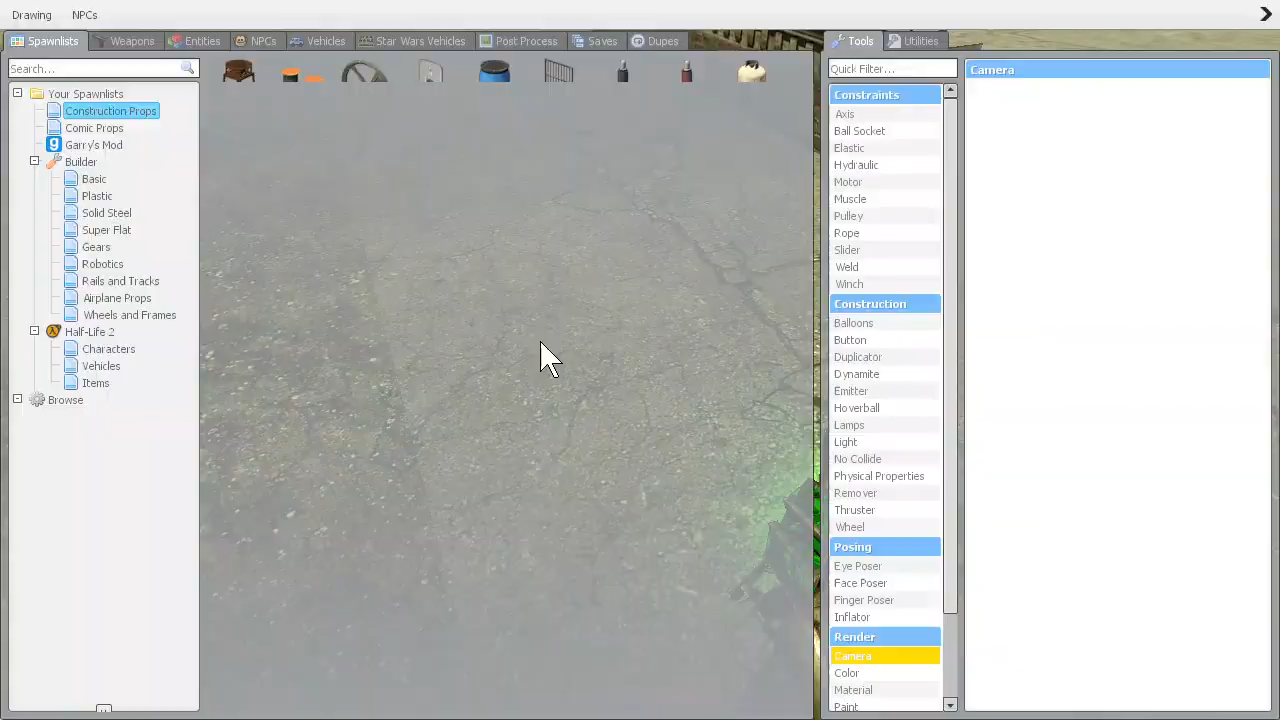 Drawing NPCs
Spawnlists Weapons Entities NPCs Vehicles Star Wars Vehicles Post Process Saves Dupes
Tools Utilities
Search...
Your Spawnlists
Construction Props
Comic Props
Garry's Mod
Builder
Basic
Plastic
Solid Steel
Super Flat
Gears
Robotics
Rails and Tracks
Airplane Props
Wheels and Frames
Half-Life 2
Characters
Vehicles
Items
Browse
Quick Filter...
Constraints
Axis
Ball Socket
Elastic
Hydraulic
Motor
Muscle
Pulley
Rope
Slider
Weld
Winch
Construction
Balloons
Button
Duplicator
Dynamite
Emitter
Hoverball
Lamps
Light
No Collide
Physical Properties
Remover
Thruster
Wheel
Posing
Eye Poser
Face Poser
Finger Poser
Inflator
Render
Camera
Color
Material
Paint
Camera